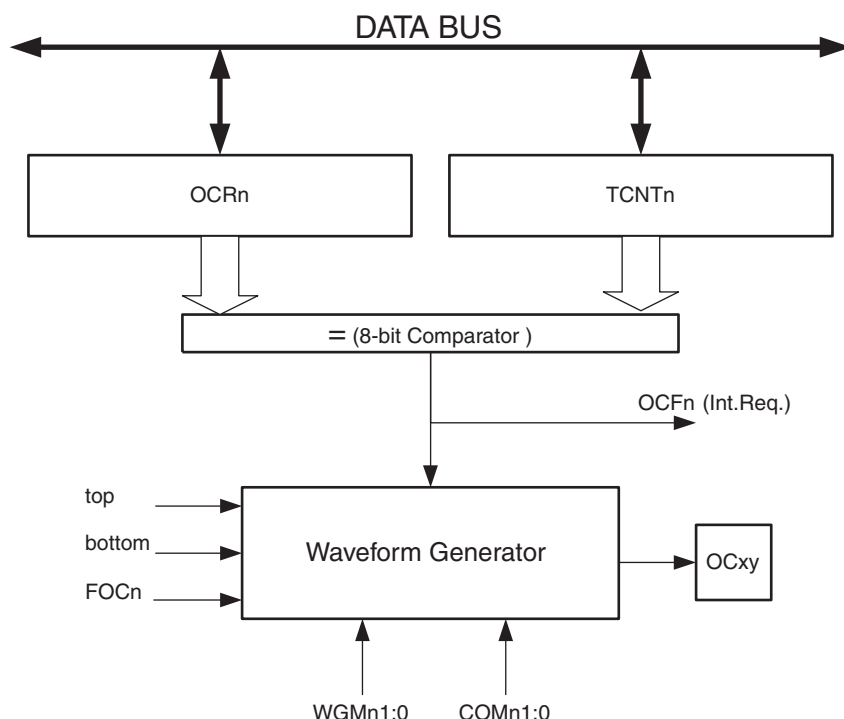 DATA BUS
OCRn
TCNTn
= (8-bit Comparator )
OCFn (Int.Req.)
top
bottom
FOCn
Waveform Generator
OCxy
WGMn1:0
COMn1:0